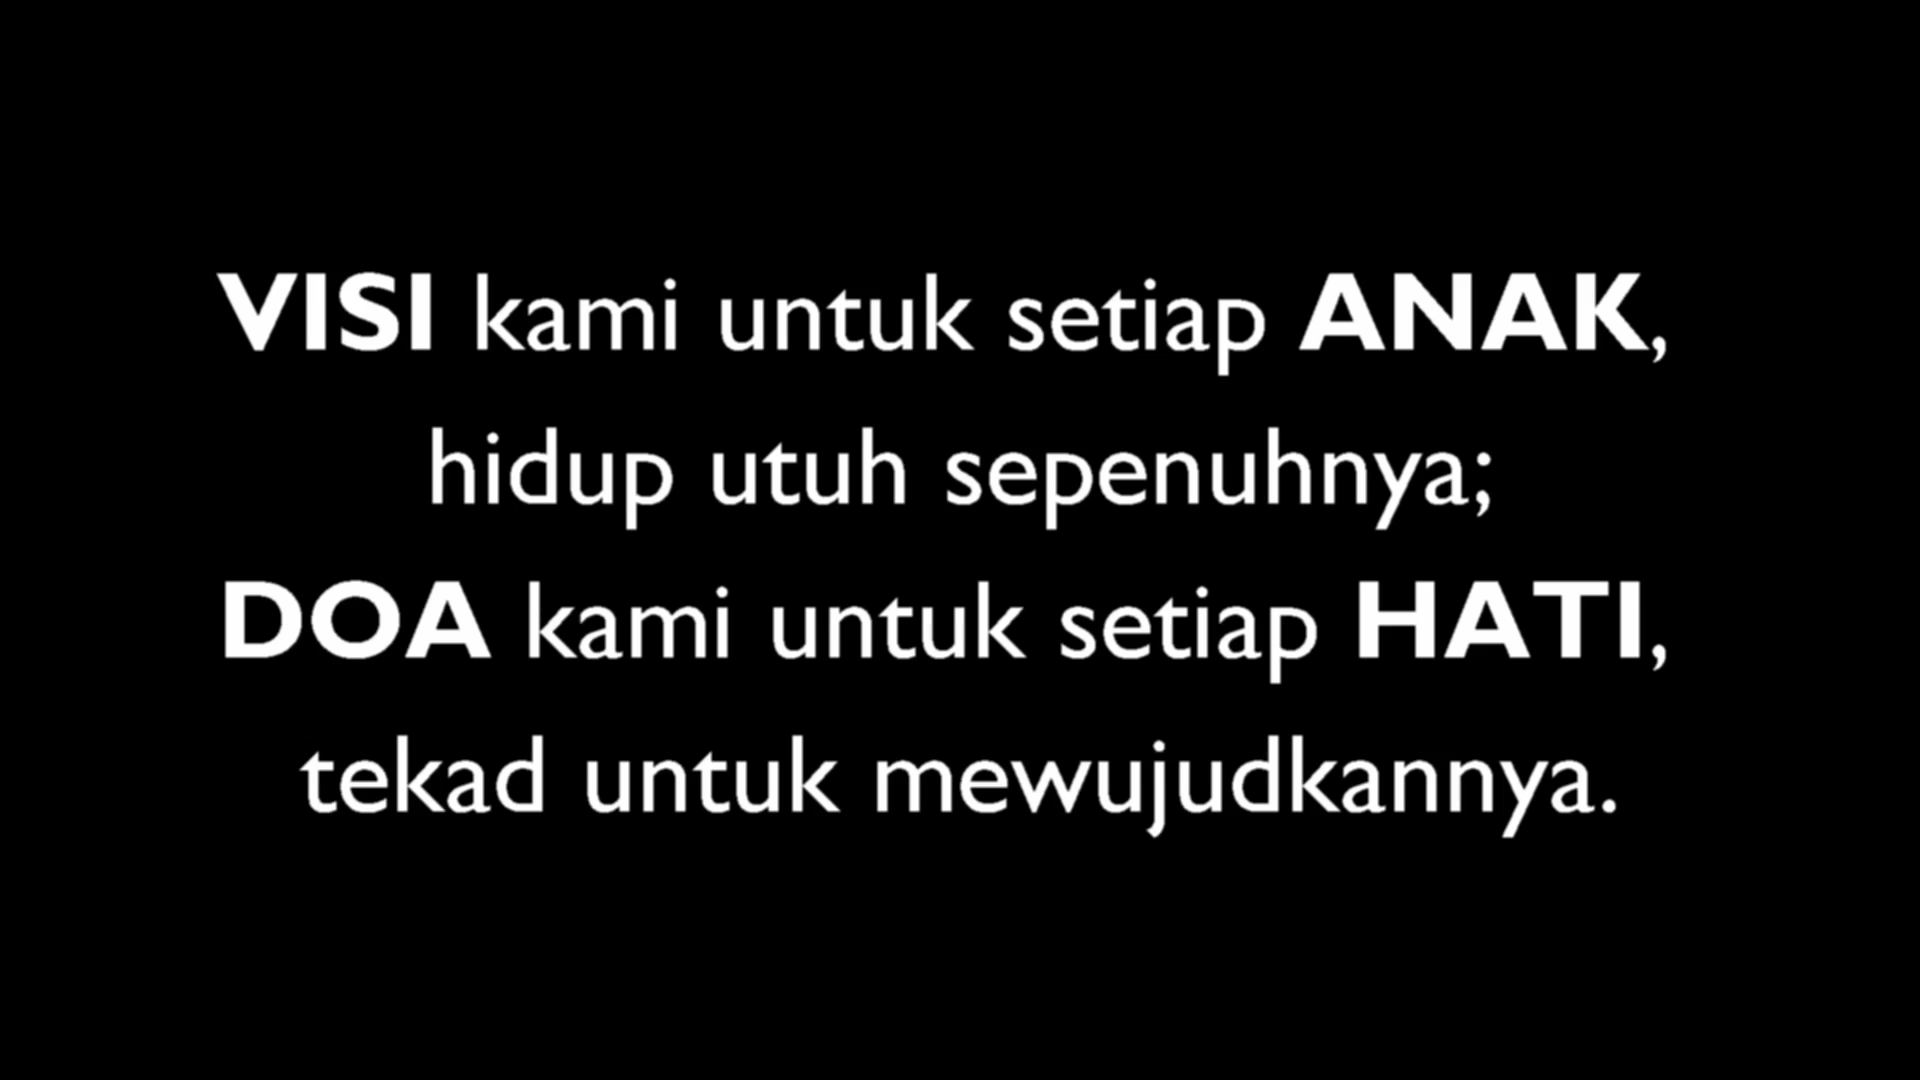 VISI kami untuk setiap ANAK,
hidup utuh sepenuhnya;
DOA kami untuk setiap HATI,
tekad untuk mewujudkannya.